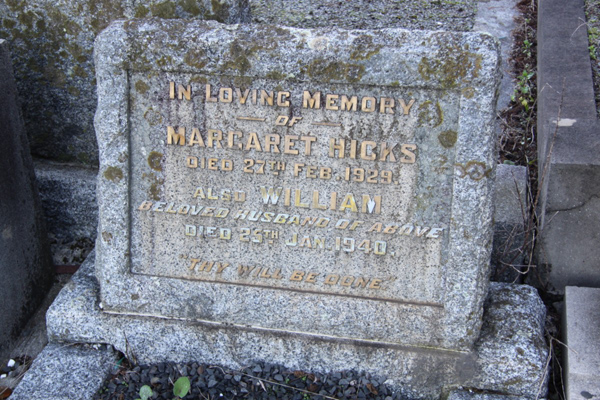 In Loving Memory
OF
MARGARET HICKS
DIED 27TH FEB. 1929.
ALSO WILLIAM
BELOVED HUSBAND OF ABOVE
DIED 25TH JAN. 1940.
"THY WILL BE DONE"